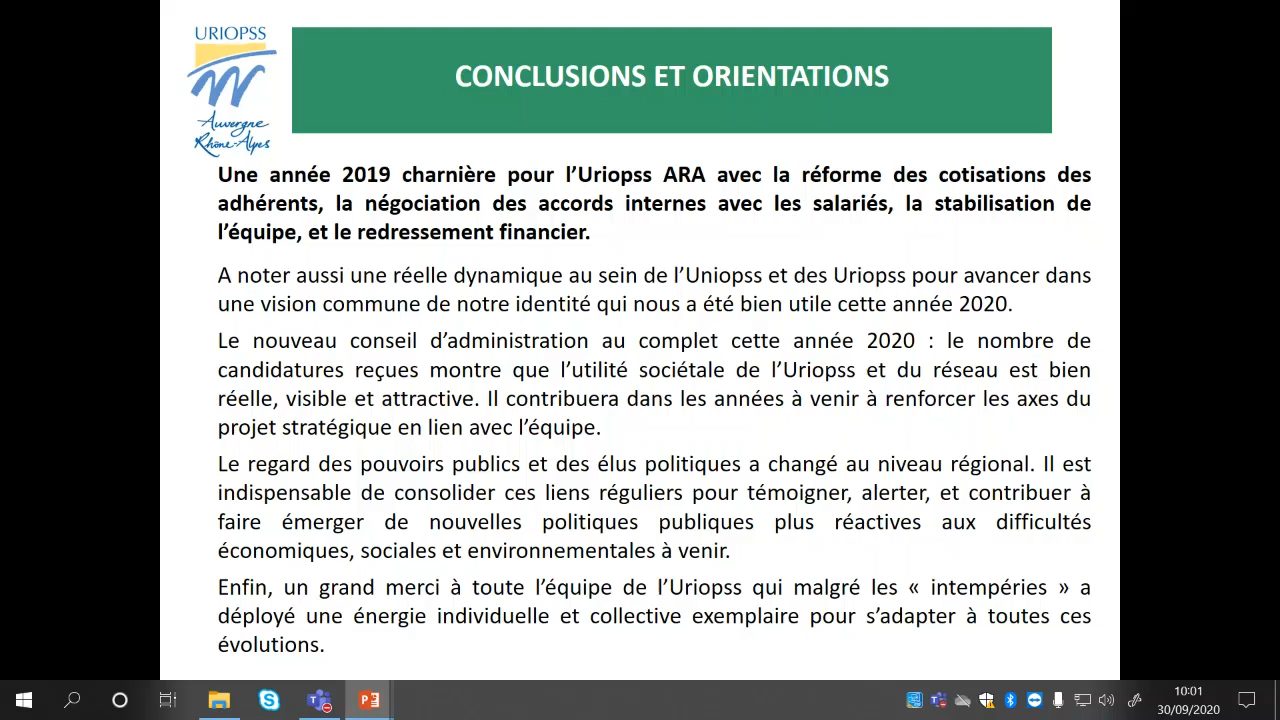 URIOPSS
Auvergne
Rhône-Alpes
CONCLUSIONS ET ORIENTATIONS
Une année 2019 charnière pour l’Uriopss ARA avec la réforme des cotisations des
adhérents, la négociation des accords internes avec les salariés, la stabilisation de
l’équipe, et le redressement financier.
A noter aussi une réelle dynamique au sein de l’Uniopss et des Uriopss pour avancer dans
une vision commune de notre identité qui nous a été bien utile cette année 2020.
Le nouveau conseil d’administration au complet cette année 2020 : le nombre de
candidatures reçues montre que l’utilité sociétale de l’Uriopss et du réseau est bien
réelle, visible et attractive. Il contribuera dans les années à venir à renforcer les axes du
projet stratégique en lien avec l’équipe.
Le regard des pouvoirs publics et des élus politiques a changé au niveau régional. Il est
indispensable de consolider ces liens réguliers pour témoigner, alerter, et contribuer à
faire émerger de nouvelles politiques publiques plus réactives aux difficultés
économiques, sociales et environnementales à venir.
Enfin, un grand merci à toute l’équipe de l’Uriopss qui malgré les « intempéries » a
déployé une énergie individuelle et collective exemplaire pour s’adapter à toutes ces
évolutions.
10:01
30/09/2020